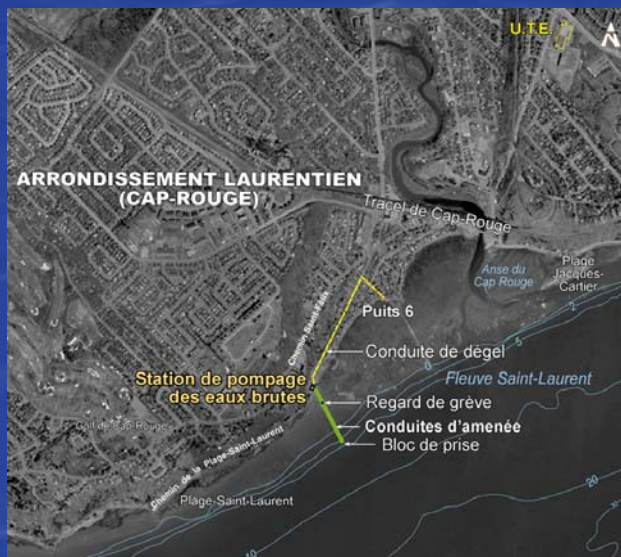 U.T.E.
N
ARRONDISSEMENT LAURENTIEN
(CAP-ROUGE)
Tracel de Cap-Rouge
Plage
Jacques-
Cartier
Anse du
Cap Rouge
2
Puits 6
Chemin Saint-Félix
0
5
Conduite de dégel
Station de pompage
des eaux brutes
Fleuve Saint-Laurent
Regard de grève
Conduites d'amenée
Golf de Cap-Rouge
Bloc de prise
Chemin de la Plage-Saint-Laurent
20
Plage-Saint-Laurent
10
5